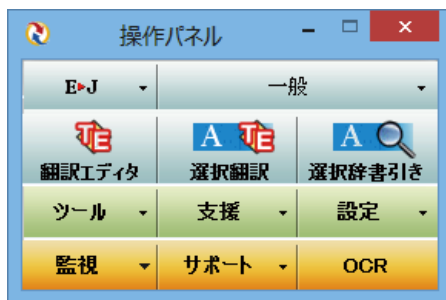 操作パネル
E▶J 一般
翻訳エディタ 選択翻訳 選択辞書引き
ツール 支援 設定
監視 サポート OCR